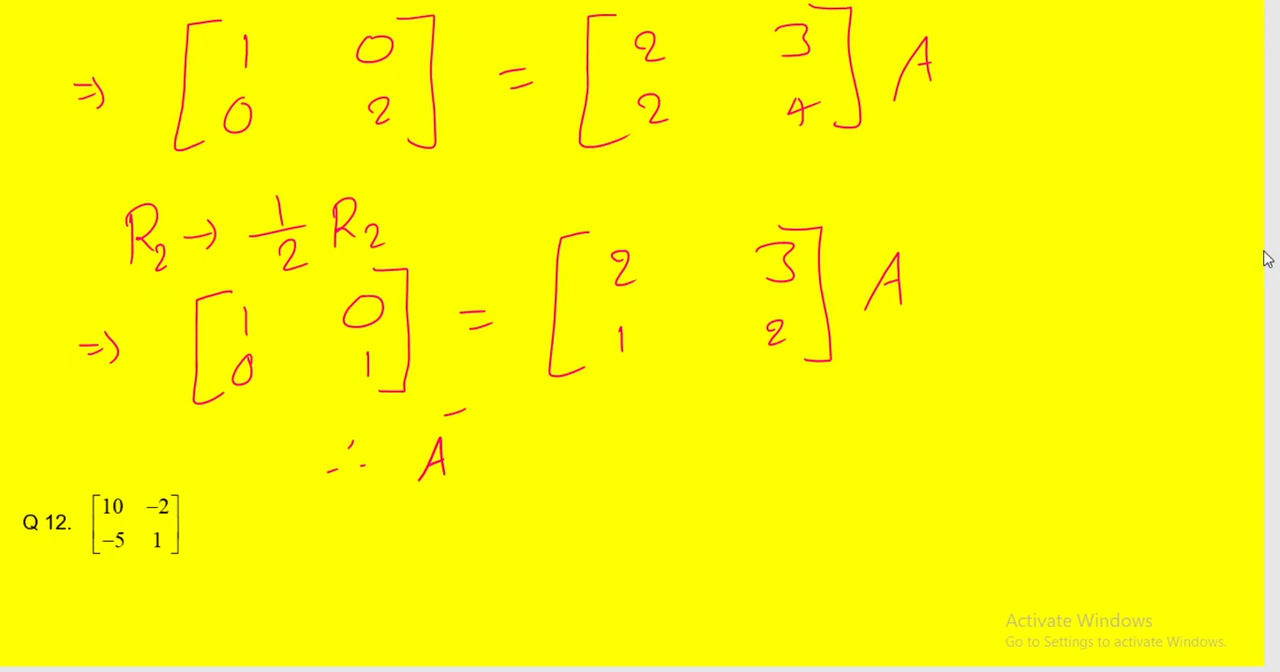 ⇒ [1 0] = [2 3] A
[0 2] [2 4]
R₂ → 1/2 R₂
⇒ [1 0] = [2 3] A
[0 1] [1 2]
∴ A⁻
Q 12. [10 −2]
[−5 1]
Activate Windows
Go to Settings to activate Windows.